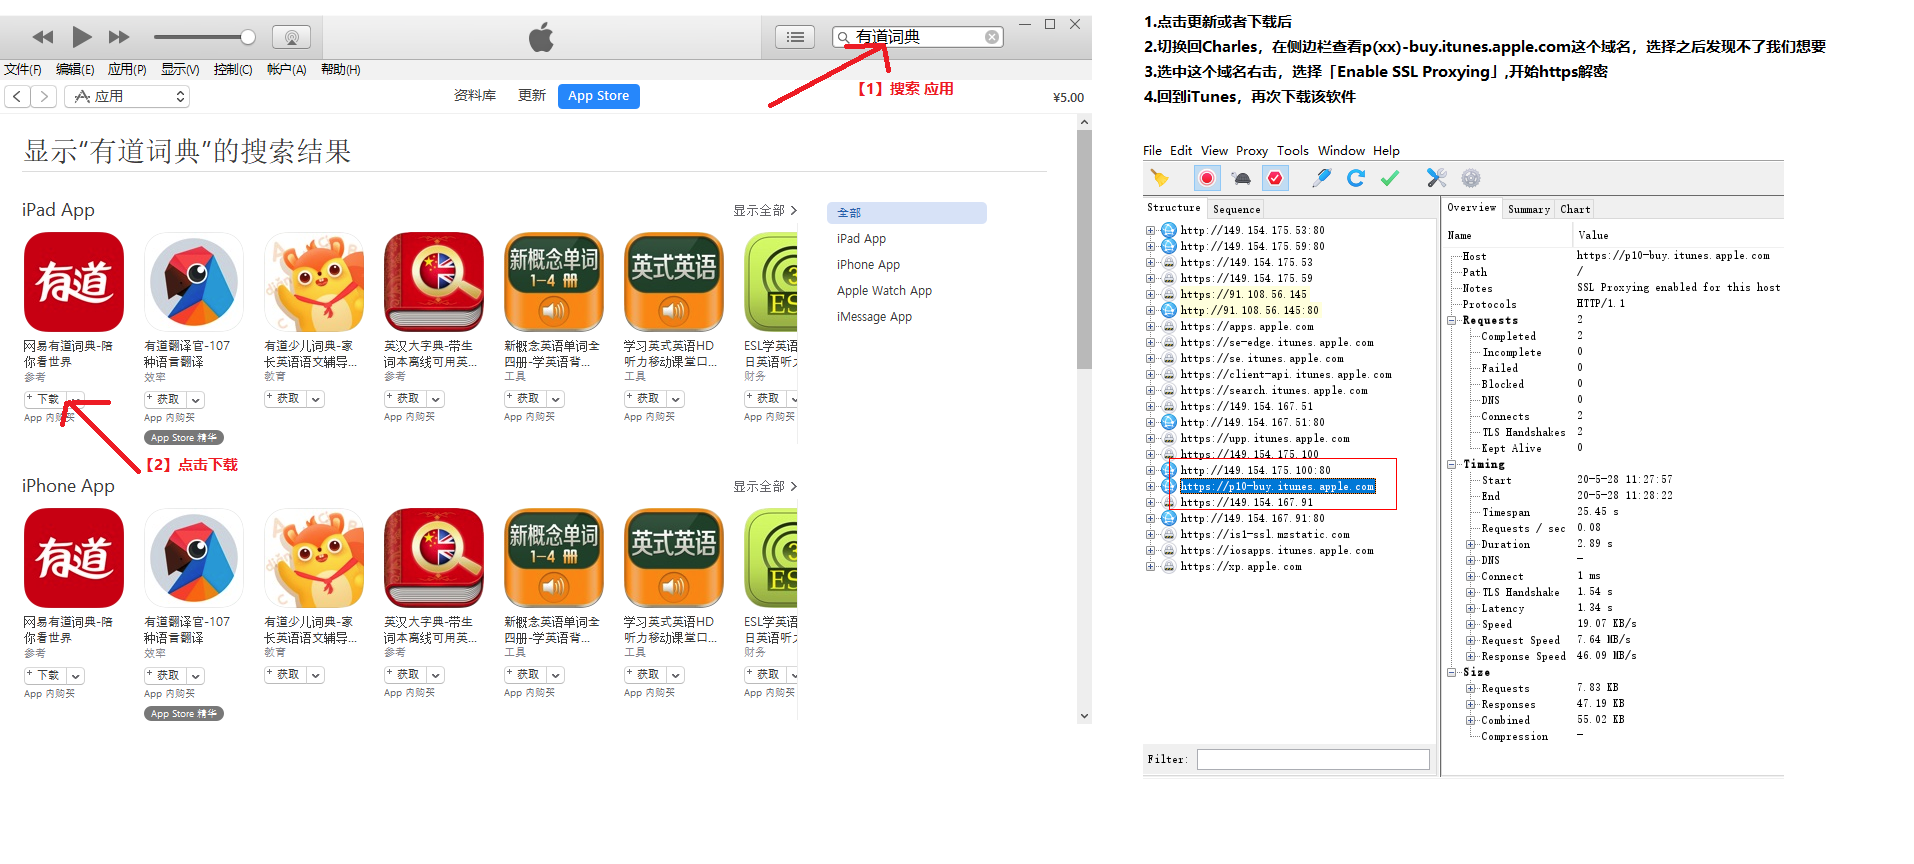 有道词典
文件(F) 编辑(E) 应用(P) 显示(V) 控制(C) 帐户(A) 帮助(H)
应用
资料库 更新 App Store
¥5.00
【1】搜索 应用
显示“有道词典”的搜索结果
iPad App
显示全部 >
有道
新概念单词
1-4 册
英式英语
3
ESL
网易有道词典-陪
你看世界
参考
+ 下载
App 内购买
有道翻译官-107
种语言翻译
效率
+ 获取
App 内购买
App Store 精华
有道少儿词典-家
长英语语文辅导...
教育
+ 获取
英汉大字典-带生
词本离线可用英...
参考
+ 获取
App 内购买
新概念英语单词全
四册-学英语背...
工具
+ 获取
App 内购买
学习英式英语HD
听力移动课堂口...
工具
+ 获取
App 内购买
ESL学英语
日英语听力
财务
+ 获取
App 内购买
【2】点击下载
iPhone App
显示全部 >
有道
新概念单词
1-4 册
英式英语
3
ESL
网易有道词典-陪
你看世界
参考
+ 下载
App 内购买
有道翻译官-107
种语言翻译
效率
+ 获取
App 内购买
App Store 精华
有道少儿词典-家
长英语语文辅导...
教育
+ 获取
英汉大字典-带生
词本离线可用英...
参考
+ 获取
App 内购买
新概念英语单词全
四册-学英语背...
工具
+ 获取
App 内购买
学习英式英语HD
听力移动课堂口...
工具
+ 获取
App 内购买
ESL学英语
日英语听力
财务
+ 获取
App 内购买
全部
iPad App
iPhone App
Apple Watch App
iMessage App
1.点击更新或者下载后
2.切换回Charles，在侧边栏查看p(xx)-buy.itunes.apple.com这个域名，选择之后发现不了我们想要
3.选中这个域名右击，选择「Enable SSL Proxying」,开始https解密
4.回到iTunes，再次下载该软件
File Edit View Proxy Tools Window Help
Structure Sequence
http://149.154.175.53:80
http://149.154.175.59:80
https://149.154.175.53
https://149.154.175.59
https://91.108.56.145
http://91.108.56.145:80
https://apps.apple.com
https://se-edge.itunes.apple.com
https://se.itunes.apple.com
https://client-api.itunes.apple.com
https://search.itunes.apple.com
https://149.154.167.51
http://149.154.167.51:80
https://upp.itunes.apple.com
https://149.154.175.100
http://149.154.175.100:80
https://p10-buy.itunes.apple.com
https://149.154.167.91
http://149.154.167.91:80
https://is1-ssl.mzstatic.com
https://iosapps.itunes.apple.com
https://xp.apple.com
Filter:
Overview Summary Chart
Name Value
Host https://p10-buy.itunes.apple.com
Path /
Notes SSL Proxying enabled for this host
Protocols HTTP/1.1
Requests 2
Completed 2
Incomplete 0
Failed 0
Blocked 0
DNS 0
Connects 2
TLS Handshakes 2
Kept Alive 0
Timing
Start 20-5-28 11:27:57
End 20-5-28 11:28:22
Timespan 25.45 s
Requests / sec 0.08
Duration 2.89 s
DNS -
Connect 1 ms
TLS Handshake 1.54 s
Latency 1.34 s
Speed 19.07 KB/s
Request Speed 7.64 MB/s
Response Speed 46.09 MB/s
Size
Requests 7.83 KB
Responses 47.19 KB
Combined 55.02 KB
Compression -